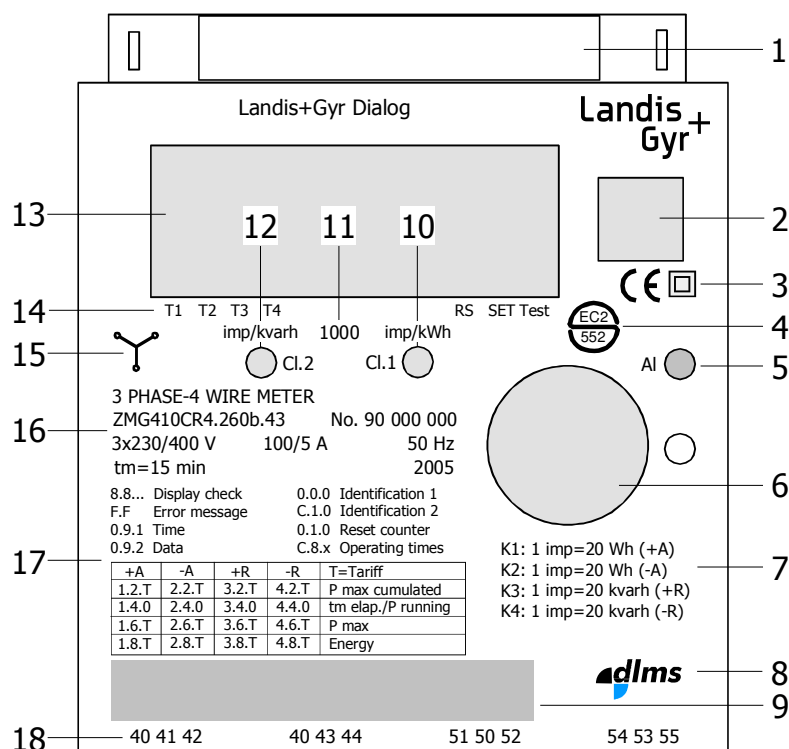 1
Landis+Gyr Dialog
Landis Gyr+
13
12
11
10
2
3
CE
14
T1 T2 T3 T4
RS SET Test
imp/kvarh
1000
imp/kWh
EC2
552
4
15
Cl.2
Cl.1
AI
5
3 PHASE-4 WIRE METER
16
ZMG410CR4.260b.43 No. 90 000 000
3x230/400 V 100/5 A 50 Hz
tm=15 min 2005
6
8.8... Display check 0.0.0 Identification 1
F.F Error message C.1.0 Identification 2
0.9.1 Time 0.1.0 Reset counter
0.9.2 Data C.8.x Operating times
17
+A -A +R -R T=Tariff
1.2.T 2.2.T 3.2.T 4.2.T P max cumulated
1.4.0 2.4.0 3.4.0 4.4.0 tm elap./P running
1.6.T 2.6.T 3.6.T 4.6.T P max
1.8.T 2.8.T 3.8.T 4.8.T Energy
K1: 1 imp=20 Wh (+A)
K2: 1 imp=20 Wh (-A)
K3: 1 imp=20 kvarh (+R)
K4: 1 imp=20 kvarh (-R)
7
dlms
8
9
18
40 41 42 40 43 44 51 50 52 54 53 55